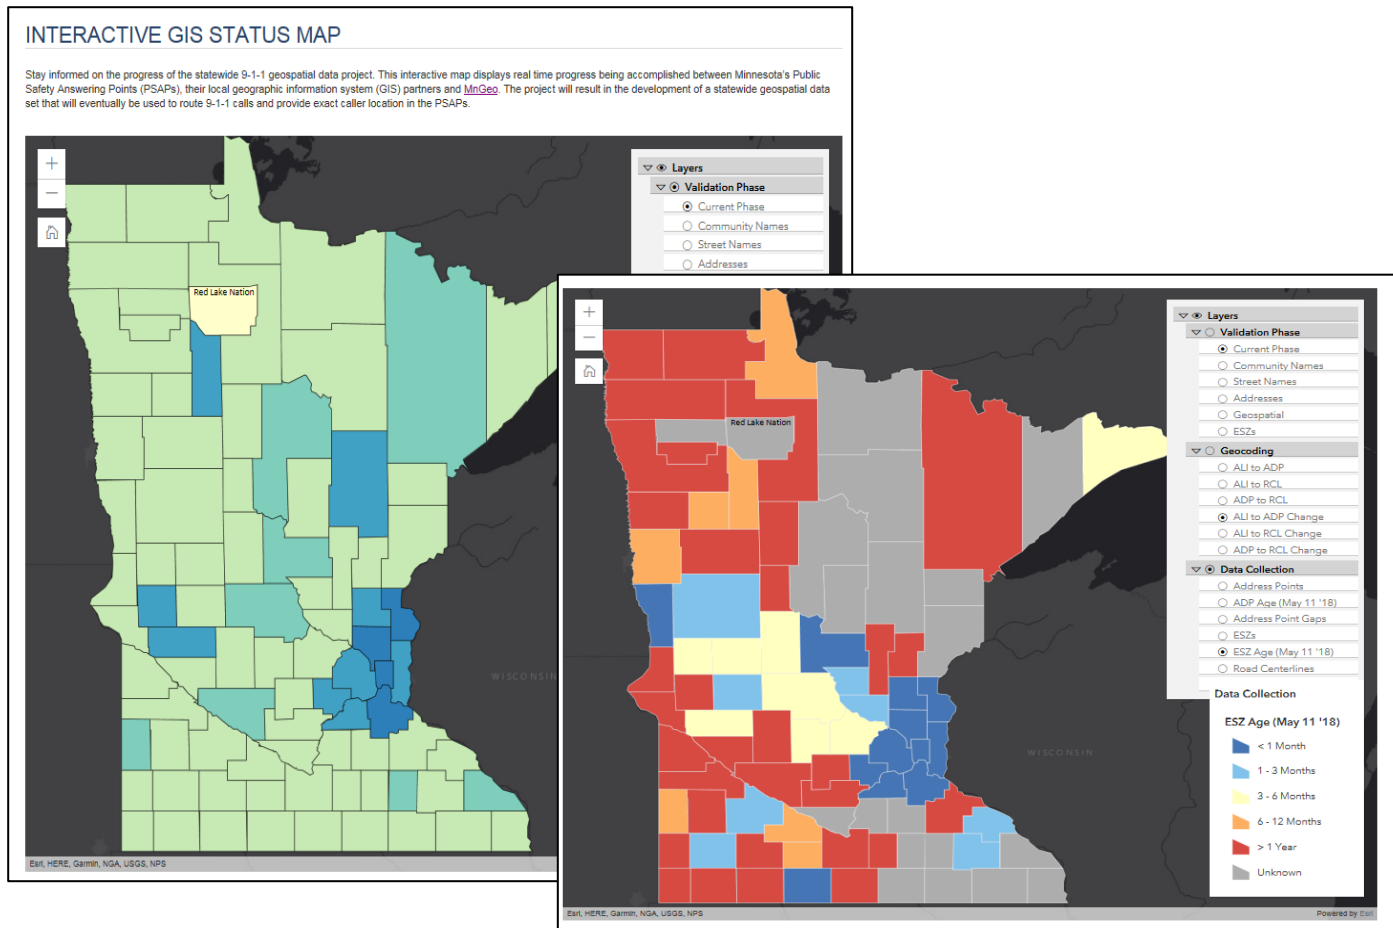 INTERACTIVE GIS STATUS MAP
Stay informed on the progress of the statewide 9-1-1 geospatial data project. This interactive map displays real time progress being accomplished between Minnesota's Public
Safety Answering Points (PSAPs), their local geographic information system (GIS) partners and MnGeo. The project will result in the development of a statewide geospatial data
set that will eventually be used to route 9-1-1 calls and provide exact caller location in the PSAPs.
+
−
Layers
Validation Phase
Current Phase
Community Names
Street Names
Addresses
Red Lake Nation
WISCONSIN
Esri, HERE, Garmin, NGA, USGS, NPS
+
−
Layers
Validation Phase
Current Phase
Community Names
Street Names
Addresses
Geospatial
ESZs
Geocoding
ALI to ADP
ALI to RCL
ADP to RCL
ALI to ADP Change
ALI to RCL Change
ADP to RCL Change
Data Collection
Address Points
ADP Age (May 11 '18)
Address Point Gaps
ESZs
ESZ Age (May 11 '18)
Road Centerlines
Red Lake Nation
WISCONSIN
Data Collection
ESZ Age (May 11 '18)
< 1 Month
1 - 3 Months
3 - 6 Months
6 - 12 Months
> 1 Year
Unknown
Esri, HERE, Garmin, NGA, USGS, NPS
Powered by Esri